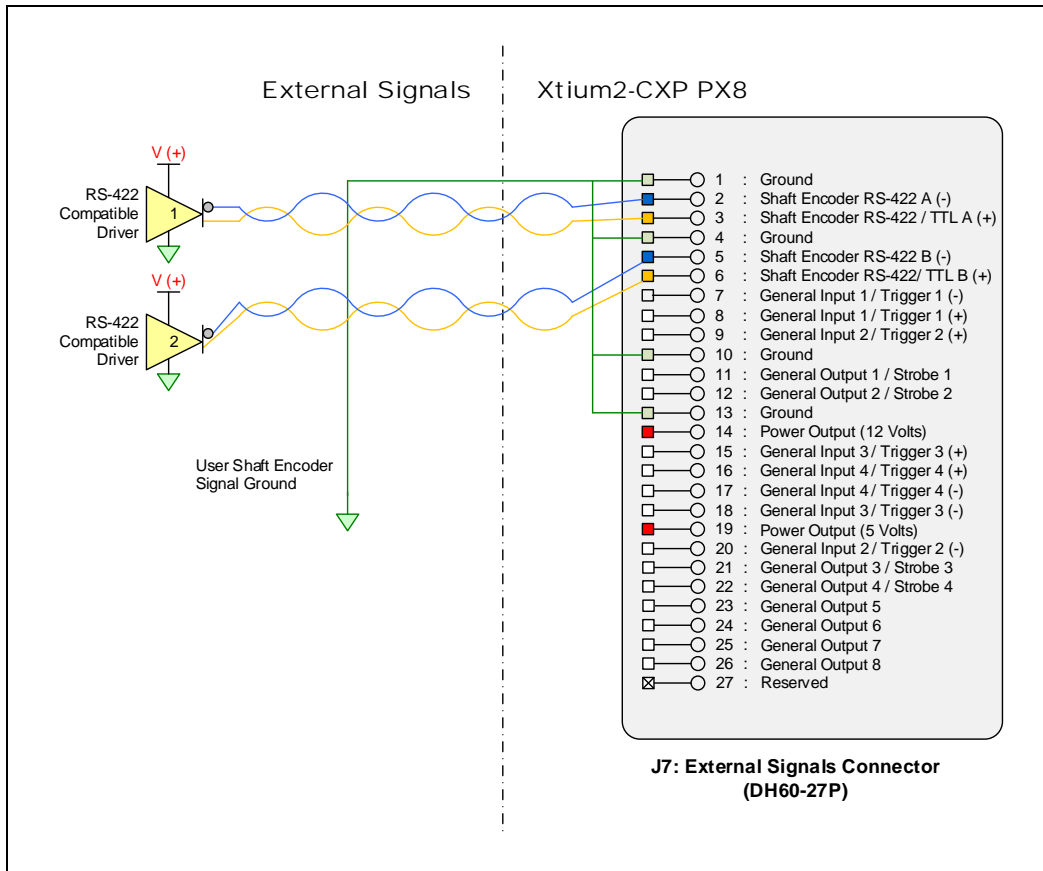 External Signals
Xtium2-CXP PX8
V (+)
RS-422
Compatible
Driver
1
V (+)
RS-422
Compatible
Driver
2
User Shaft Encoder
Signal Ground
1 : Ground
2 : Shaft Encoder RS-422 A (-)
3 : Shaft Encoder RS-422 / TTL A (+)
4 : Ground
5 : Shaft Encoder RS-422 B (-)
6 : Shaft Encoder RS-422/ TTL B (+)
7 : General Input 1 / Trigger 1 (-)
8 : General Input 1 / Trigger 1 (+)
9 : General Input 2 / Trigger 2 (+)
10 : Ground
11 : General Output 1 / Strobe 1
12 : General Output 2 / Strobe 2
13 : Ground
14 : Power Output (12 Volts)
15 : General Input 3 / Trigger 3 (+)
16 : General Input 4 / Trigger 4 (+)
17 : General Input 4 / Trigger 4 (-)
18 : General Input 3 / Trigger 3 (-)
19 : Power Output (5 Volts)
20 : General Input 2 / Trigger 2 (-)
21 : General Output 3 / Strobe 3
22 : General Output 4 / Strobe 4
23 : General Output 5
24 : General Output 6
25 : General Output 7
26 : General Output 8
27 : Reserved
J7: External Signals Connector
(DH60-27P)